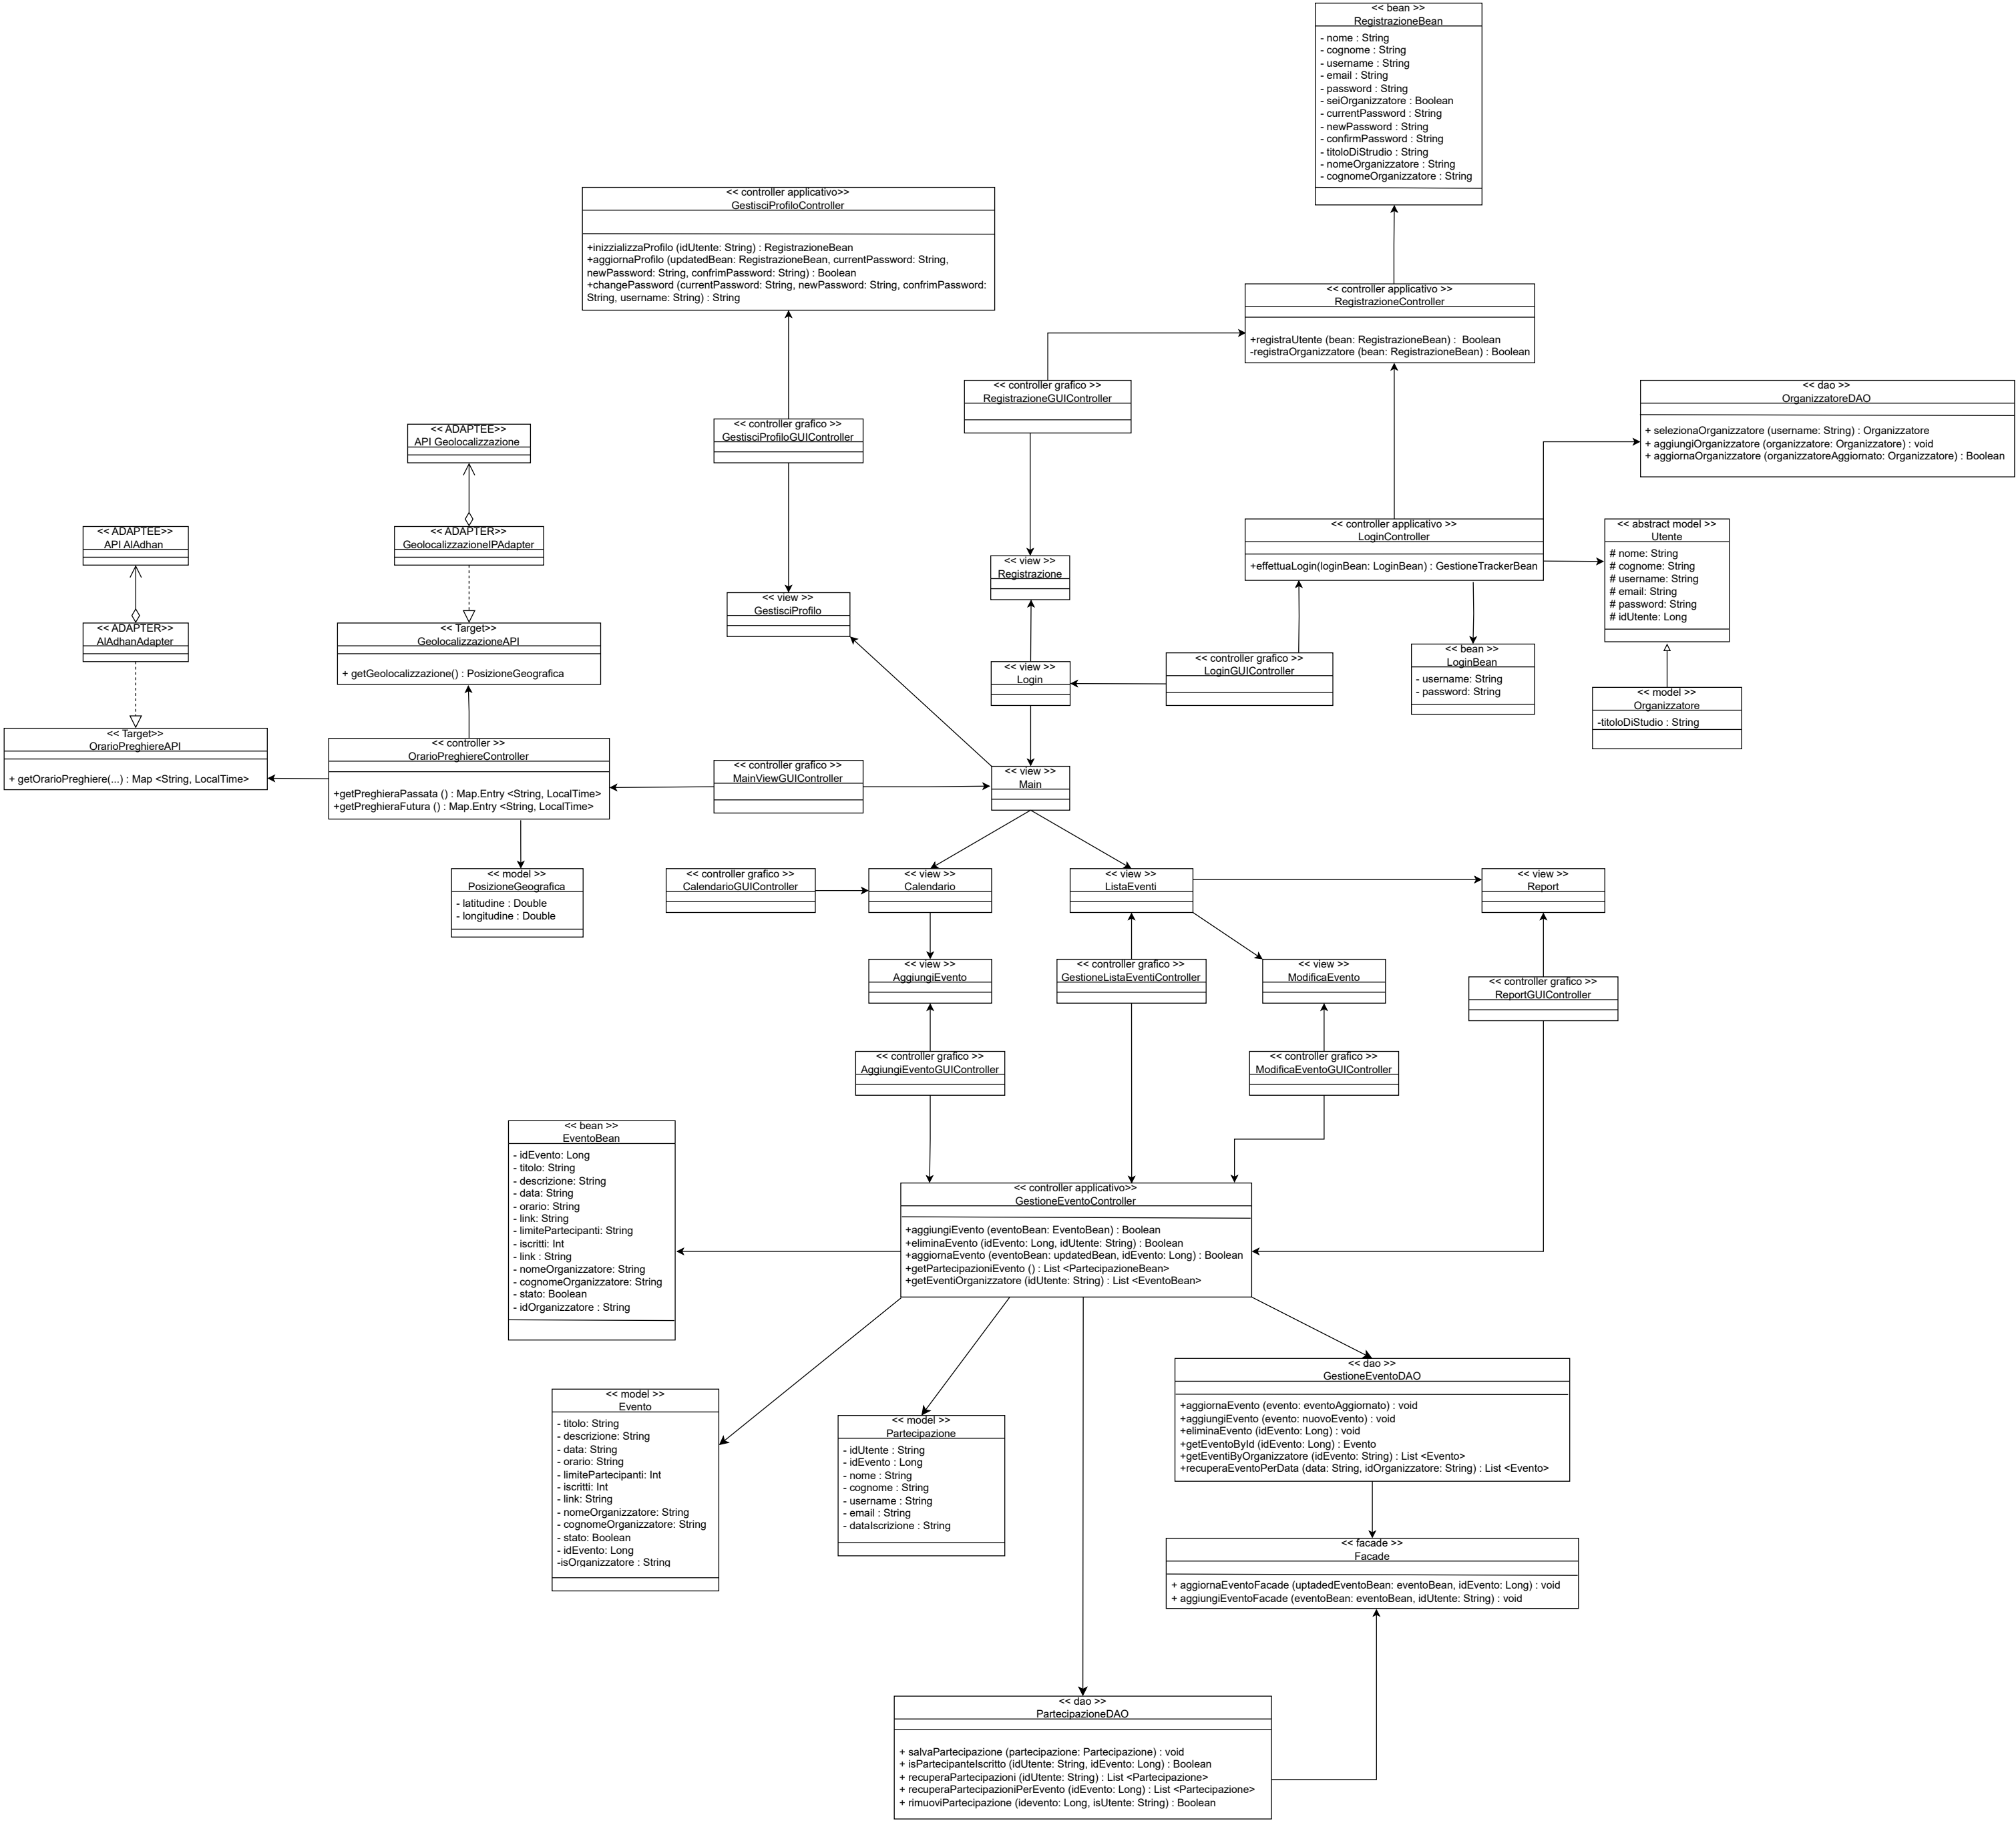 << bean >>
RegistrazioneBean
- nome : String
- cognome : String
- username : String
- email : String
- password : String
- seiOrganizzatore : Boolean
- currentPassword : String
- newPassword : String
- confirmPassword : String
- titoloDiStrudio : String
- nomeOrganizzatore : String
- cognomeOrganizzatore : String
<< controller applicativo>>
GestisciProfiloController
+inizzializzaProfilo (idUtente: String) : RegistrazioneBean
+aggiornaProfilo (updatedBean: RegistrazioneBean, currentPassword: String,
newPassword: String, confrimPassword: String) : Boolean
+changePassword (currentPassword: String, newPassword: String, confrimPassword:
String, username: String) : String
<< controller applicativo >>
RegistrazioneController
+registraUtente (bean: RegistrazioneBean) : Boolean
-registraOrganizzatore (bean: RegistrazioneBean) : Boolean
<< controller grafico >>
RegistrazioneGUIController
<< dao >>
OrganizzatoreDAO
+ selezionaOrganizzatore (username: String) : Organizzatore
+ aggiungiOrganizzatore (organizzatore: Organizzatore) : void
+ aggiornaOrganizzatore (organizzatoreAggiornato: Organizzatore) : Boolean
<< controller grafico >>
GestisciProfiloGUIController
<< ADAPTEE>>
API Geolocalizzazione
<< ADAPTEE>>
API AlAdhan
<< ADAPTER>>
GeolocalizzazioneIPAdapter
<< controller applicativo >>
LoginController
+effettuaLogin(loginBean: LoginBean) : GestioneTrackerBean
<< abstract model >>
Utente
# nome: String
# cognome: String
# username: String
# email: String
# password: String
# idUtente: Long
<< view >>
Registrazione
<< view >>
GestisciProfilo
<< ADAPTER>>
AlAdhanAdapter
<< Target>>
GeolocalizzazioneAPI
+ getGeolocalizzazione() : PosizioneGeografica
<< view >>
Login
<< controller grafico >>
LoginGUIController
<< bean >>
LoginBean
- username: String
- password: String
<< model >>
Organizzatore
-titoloDiStudio : String
<< Target>>
OrarioPreghiereAPI
+ getOrarioPreghiere(...) : Map <String, LocalTime>
<< controller >>
OrarioPreghiereController
+getPreghieraPassata () : Map.Entry <String, LocalTime>
+getPreghieraFutura () : Map.Entry <String, LocalTime>
<< controller grafico >>
MainViewGUIController
<< view >>
Main
<< model >>
PosizioneGeografica
- latitudine : Double
- longitudine : Double
<< controller grafico >>
CalendarioGUIController
<< view >>
Calendario
<< view >>
ListaEventi
<< view >>
Report
<< view >>
AggiungiEvento
<< controller grafico >>
GestioneListaEventiController
<< view >>
ModificaEvento
<< controller grafico >>
ReportGUIController
<< controller grafico >>
AggiungiEventoGUIController
<< controller grafico >>
ModificaEventoGUIController
<< bean >>
EventoBean
- idEvento: Long
- titolo: String
- descrizione: String
- data: String
- orario: String
- link: String
- limitePartecipanti: String
- iscritti: Int
- link : String
- nomeOrganizzatore: String
- cognomeOrganizzatore: String
- stato: Boolean
- idOrganizzatore : String
<< controller applicativo>>
GestioneEventoController
+aggiungiEvento (eventoBean: EventoBean) : Boolean
+eliminaEvento (idEvento: Long, idUtente: String) : Boolean
+aggiornaEvento (eventoBean: updatedBean, idEvento: Long) : Boolean
+getPartecipazioniEvento () : List <PartecipazioneBean>
+getEventiOrganizzatore (idUtente: String) : List <EventoBean>
<< model >>
Evento
- titolo: String
- descrizione: String
- data: String
- orario: String
- limitePartecipanti: Int
- iscritti: Int
- link: String
- nomeOrganizzatore: String
- cognomeOrganizzatore: String
- stato: Boolean
- idEvento: Long
-isOrganizzatore : String
<< model >>
Partecipazione
- idUtente : String
- idEvento : Long
- nome : String
- cognome : String
- username : String
- email : String
- dataIscrizione : String
<< dao >>
GestioneEventoDAO
+aggiornaEvento (evento: eventoAggiornato) : void
+aggiungiEvento (evento: nuovoEvento) : void
+eliminaEvento (idEvento: Long) : void
+getEventoById (idEvento: Long) : Evento
+getEventiByOrganizzatore (idEvento: String) : List <Evento>
+recuperaEventoPerData (data: String, idOrganizzatore: String) : List <Evento>
<< facade >>
Facade
+ aggiornaEventoFacade (uptadedEventoBean: eventoBean, idEvento: Long) : void
+ aggiungiEventoFacade (eventoBean: eventoBean, idUtente: String) : void
<< dao >>
PartecipazioneDAO
+ salvaPartecipazione (partecipazione: Partecipazione) : void
+ isPartecipanteIscritto (idUtente: String, idEvento: Long) : Boolean
+ recuperaPartecipazioni (idUtente: String) : List <Partecipazione>
+ recuperaPartecipazioniPerEvento (idEvento: Long) : List <Partecipazione>
+ rimuoviPartecipazione (idevento: Long, isUtente: String) : Boolean